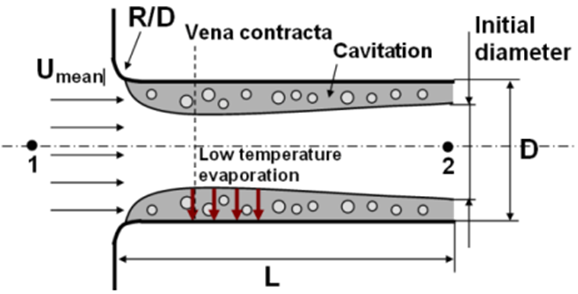 R/D
Vena contracta
Initial
diameter
Cavitation
Umean|
1
Low temperature
evaporation
2
D
L